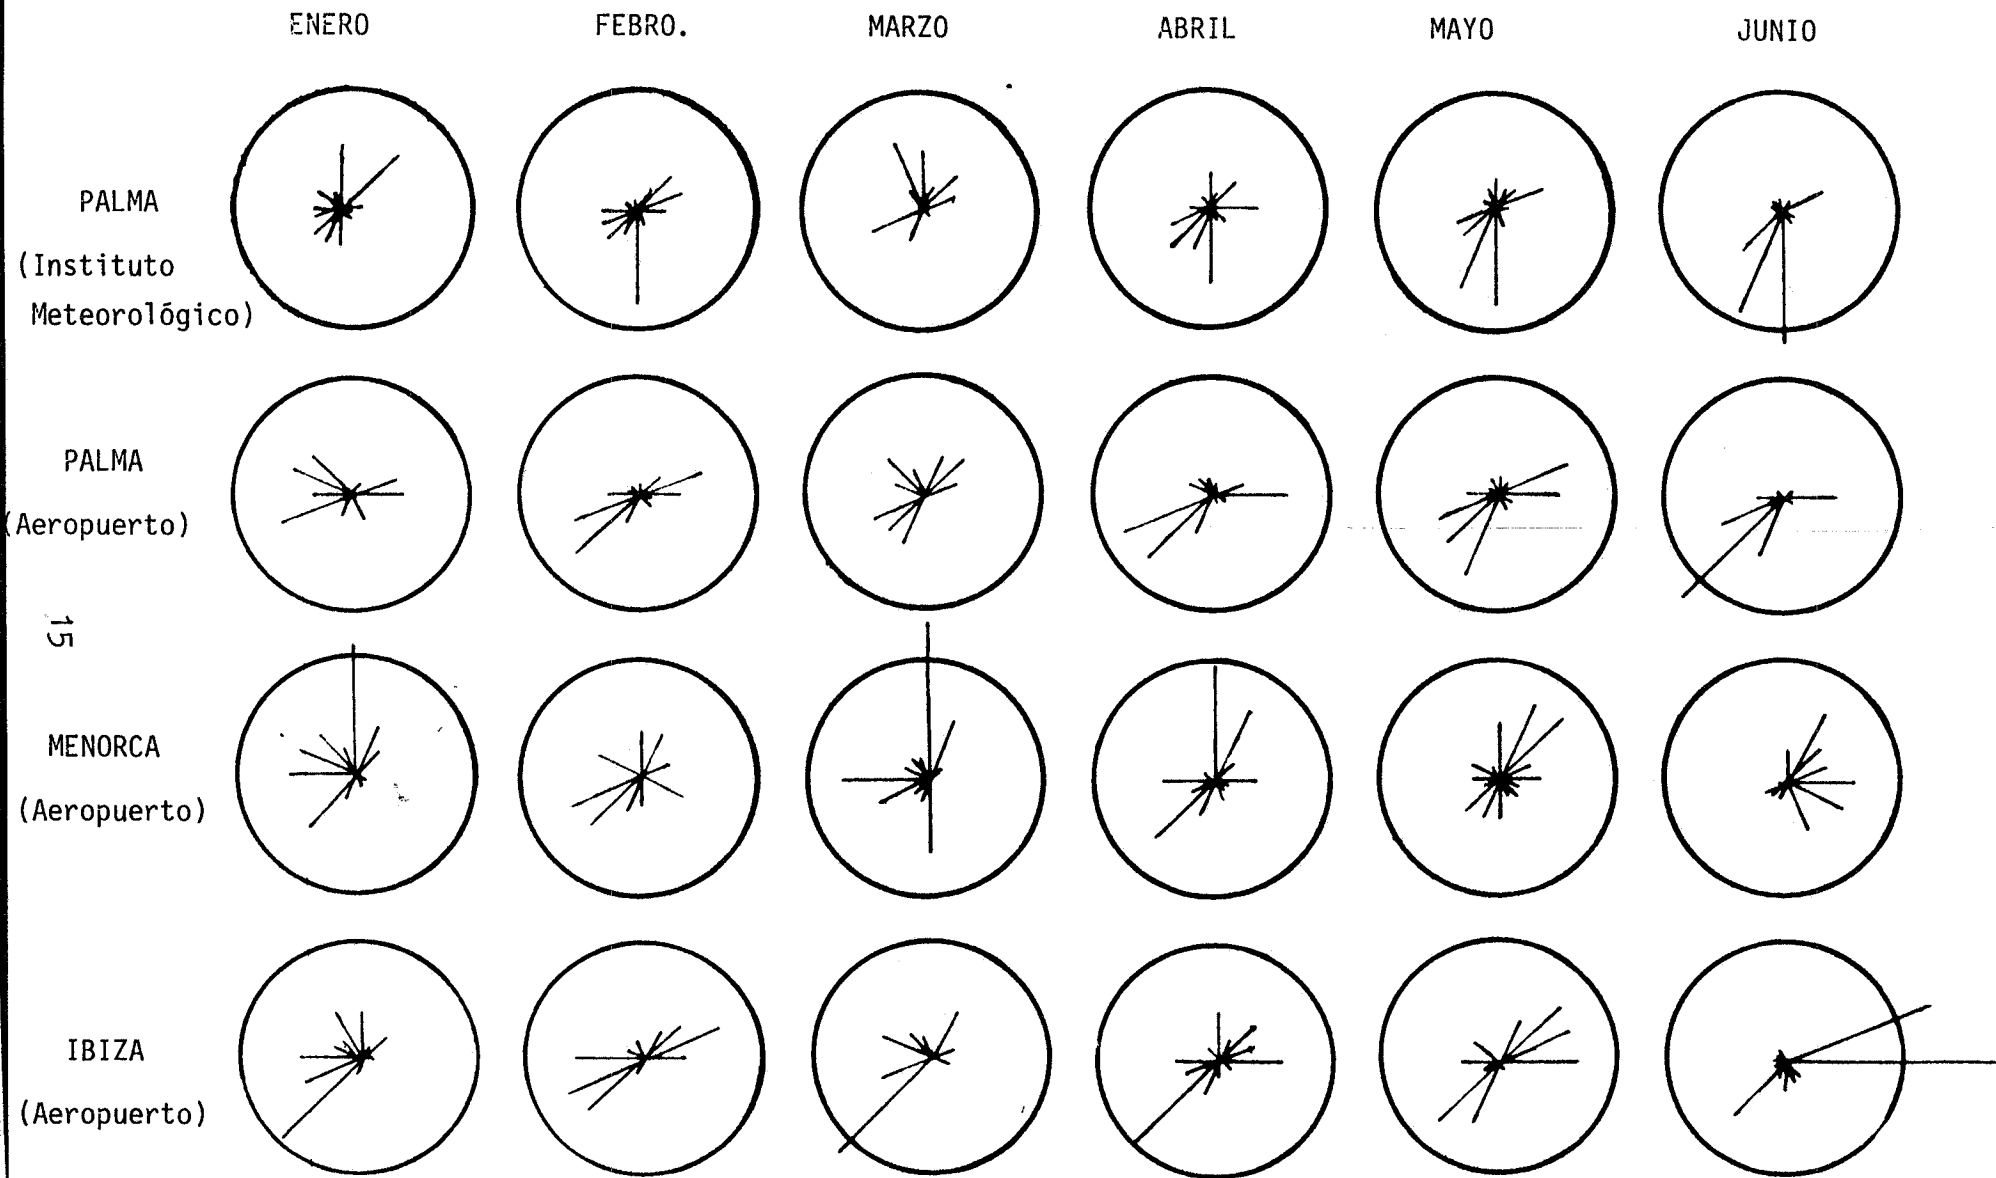 ENERO FEBRO. MARZO ABRIL MAYO JUNIO
PALMA
(Instituto
Meteorológico)
PALMA
(Aeropuerto)
15
MENORCA
(Aeropuerto)
IBIZA
(Aeropuerto)